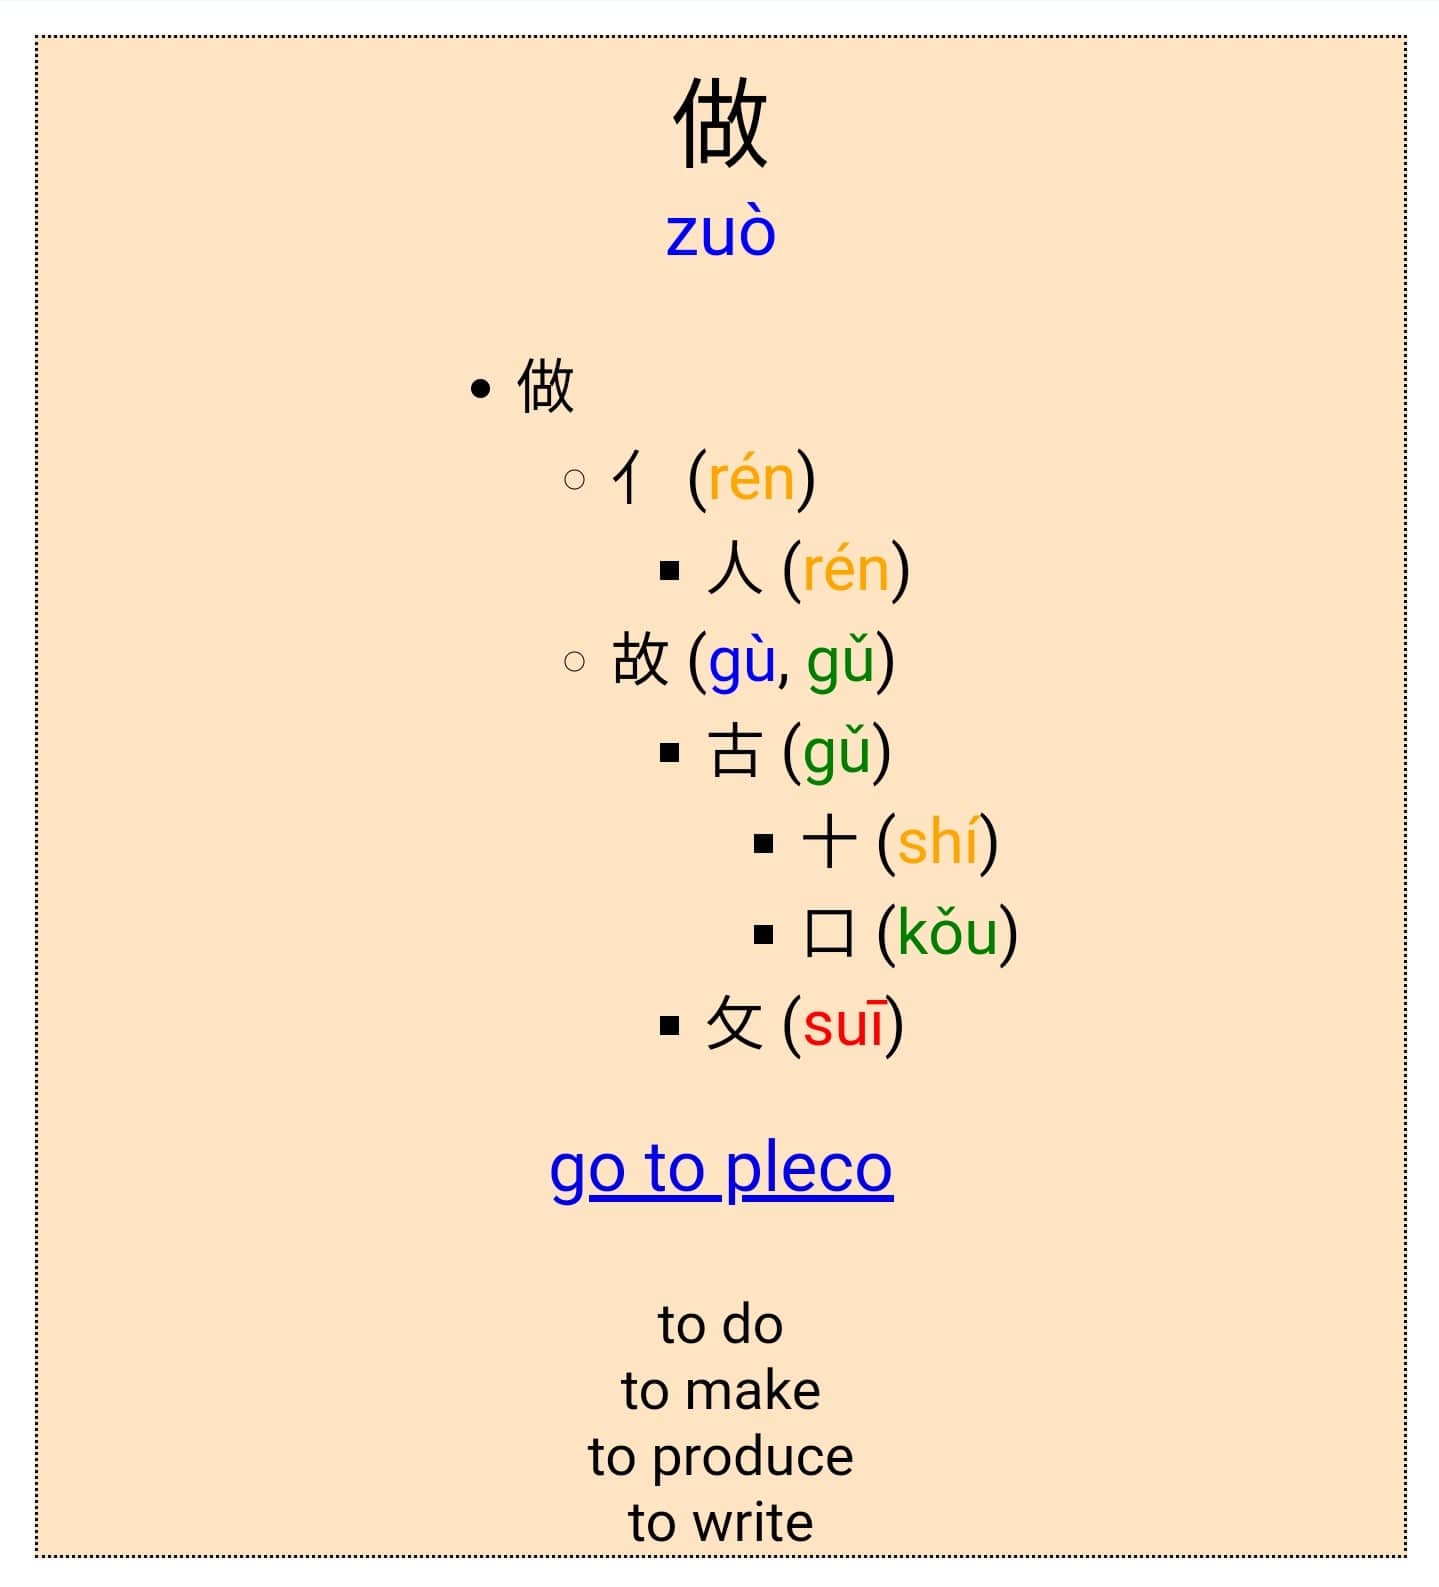 做
zuò
做
亻 (rén)
人 (rén)
故 (gù, gǔ)
古 (gǔ)
十 (shí)
口 (kǒu)
攵 (suī)
go to pleco
to do
to make
to produce
to write